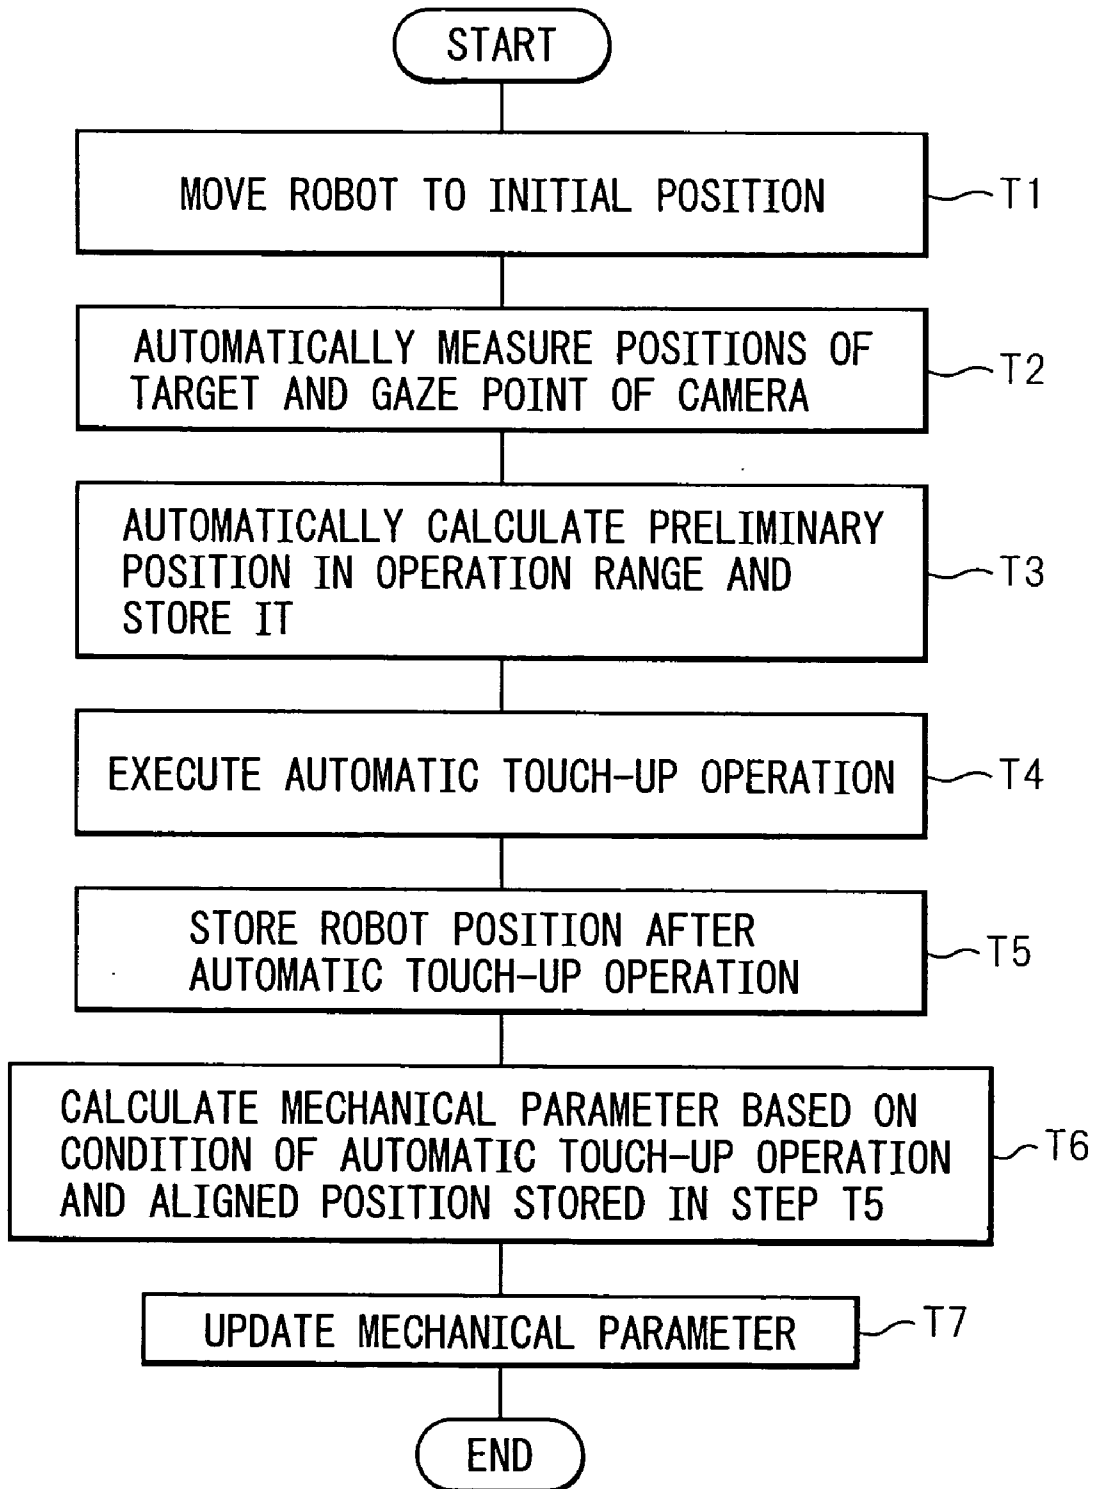 START
MOVE ROBOT TO INITIAL POSITION
T1
AUTOMATICALLY MEASURE POSITIONS OF
TARGET AND GAZE POINT OF CAMERA
T2
AUTOMATICALLY CALCULATE PRELIMINARY
POSITION IN OPERATION RANGE AND
STORE IT
T3
EXECUTE AUTOMATIC TOUCH-UP OPERATION
T4
STORE ROBOT POSITION AFTER
AUTOMATIC TOUCH-UP OPERATION
T5
CALCULATE MECHANICAL PARAMETER BASED ON
CONDITION OF AUTOMATIC TOUCH-UP OPERATION
AND ALIGNED POSITION STORED IN STEP T5
T6
UPDATE MECHANICAL PARAMETER
T7
END